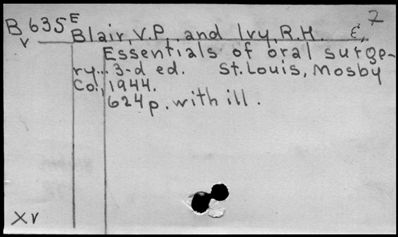 7
B635E Blair, V.P. and Ivy, R.H. E.
v Essentials of oral surge-
ry... 3-d ed. St. Louis, Mosby
Co., 1944.
624 p. with ill.
XV